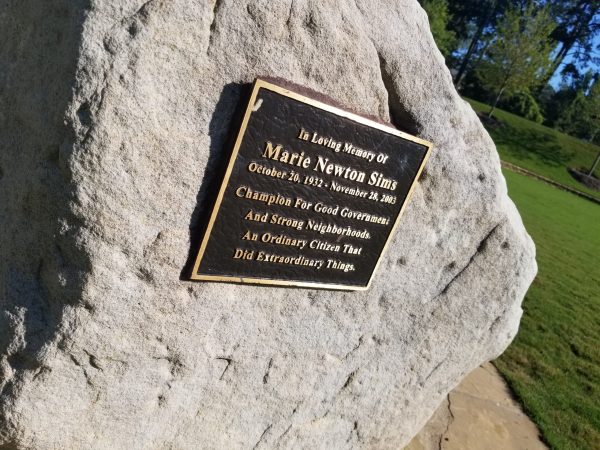 In Loving Memory Of
Marie Newton Sims
October 20, 1932 - November 28, 2003
Champion For Good Government
And Strong Neighborhoods.
An Ordinary Citizen That
Did Extraordinary Things.